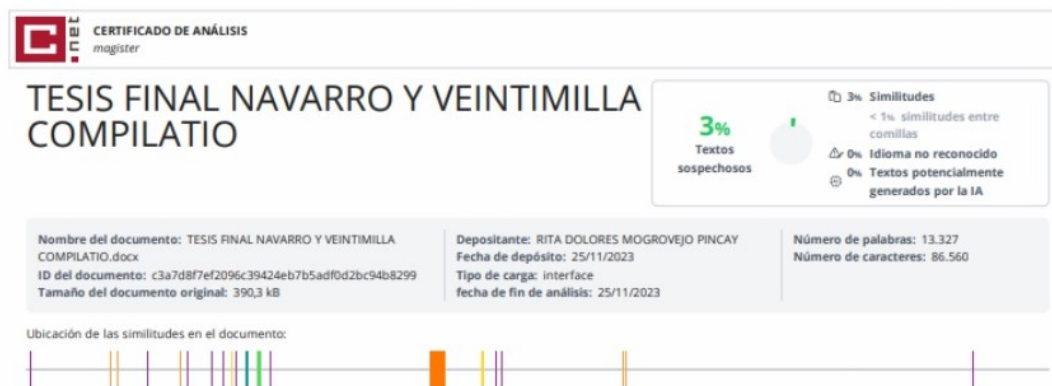 .net
CERTIFICADO DE ANÁLISIS
magister
TESIS FINAL NAVARRO Y VEINTIMILLA
COMPILATIO
3%
Textos
sospechosos
3% Similitudes
< 1% similitudes entre
comillas
0% Idioma no reconocido
0% Textos potencialmente
generados por la IA
Nombre del documento: TESIS FINAL NAVARRO Y VEINTIMILLA
COMPILATIO.docx
ID del documento: c3a7d8f7ef2096c39424eb7b5adf0d2bc94b8299
Tamaño del documento original: 390,3 kB
Depositante: RITA DOLORES MOGROVEJO PINCAY
Fecha de depósito: 25/11/2023
Tipo de carga: interface
fecha de fin de análisis: 25/11/2023
Número de palabras: 13.327
Número de caracteres: 86.560
Ubicación de las similitudes en el documento: